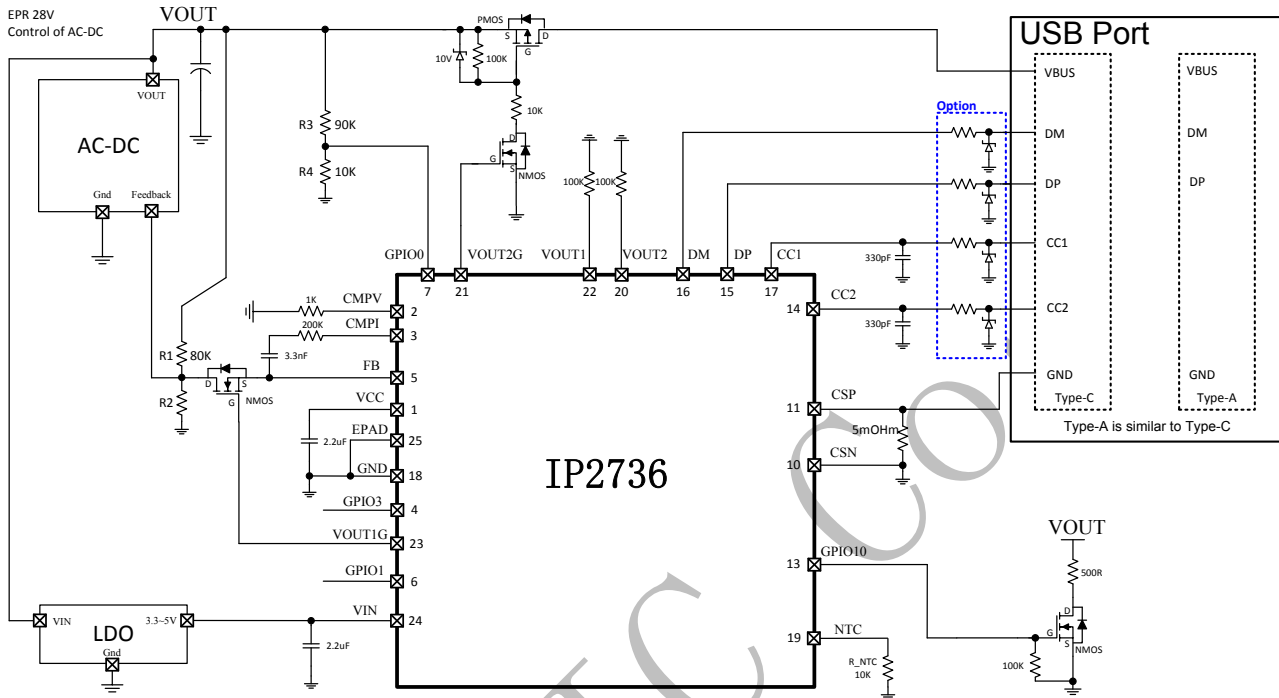 EPR 28V
Control of AC-DC
VOUT
PMOS
S
D
G
10V
100K
10K
D
G
S
NMOS
USB Port
VBUS
VBUS
Option
DM
DM
DP
DP
CC1
CC2
GND
GND
Type-C
Type-A
Type-A is similar to Type-C
VOUT
AC-DC
Gnd
Feedback
R3
90K
R4
10K
100K
100K
GPIO0
VOUT2G
VOUT1
VOUT2
DM
DP
CC1
7
21
22
20
16
15
17
330pF
CC2
14
330pF
1K
CMPV
2
200K
CMPI
3
3.3nF
R1
80K
R2
D
S
G
NMOS
FB
5
VCC
1
2.2uF
EPAD
25
GND
18
GPIO3
4
VOUT1G
23
GPIO1
6
VIN
24
2.2uF
IP2736
11
CSP
5mOHm
10
CSN
13
GPIO10
19
NTC
R_NTC
10K
VOUT
500R
D
G
S
NMOS
100K
VIN
3.3~5V
LDO
Gnd
C Co